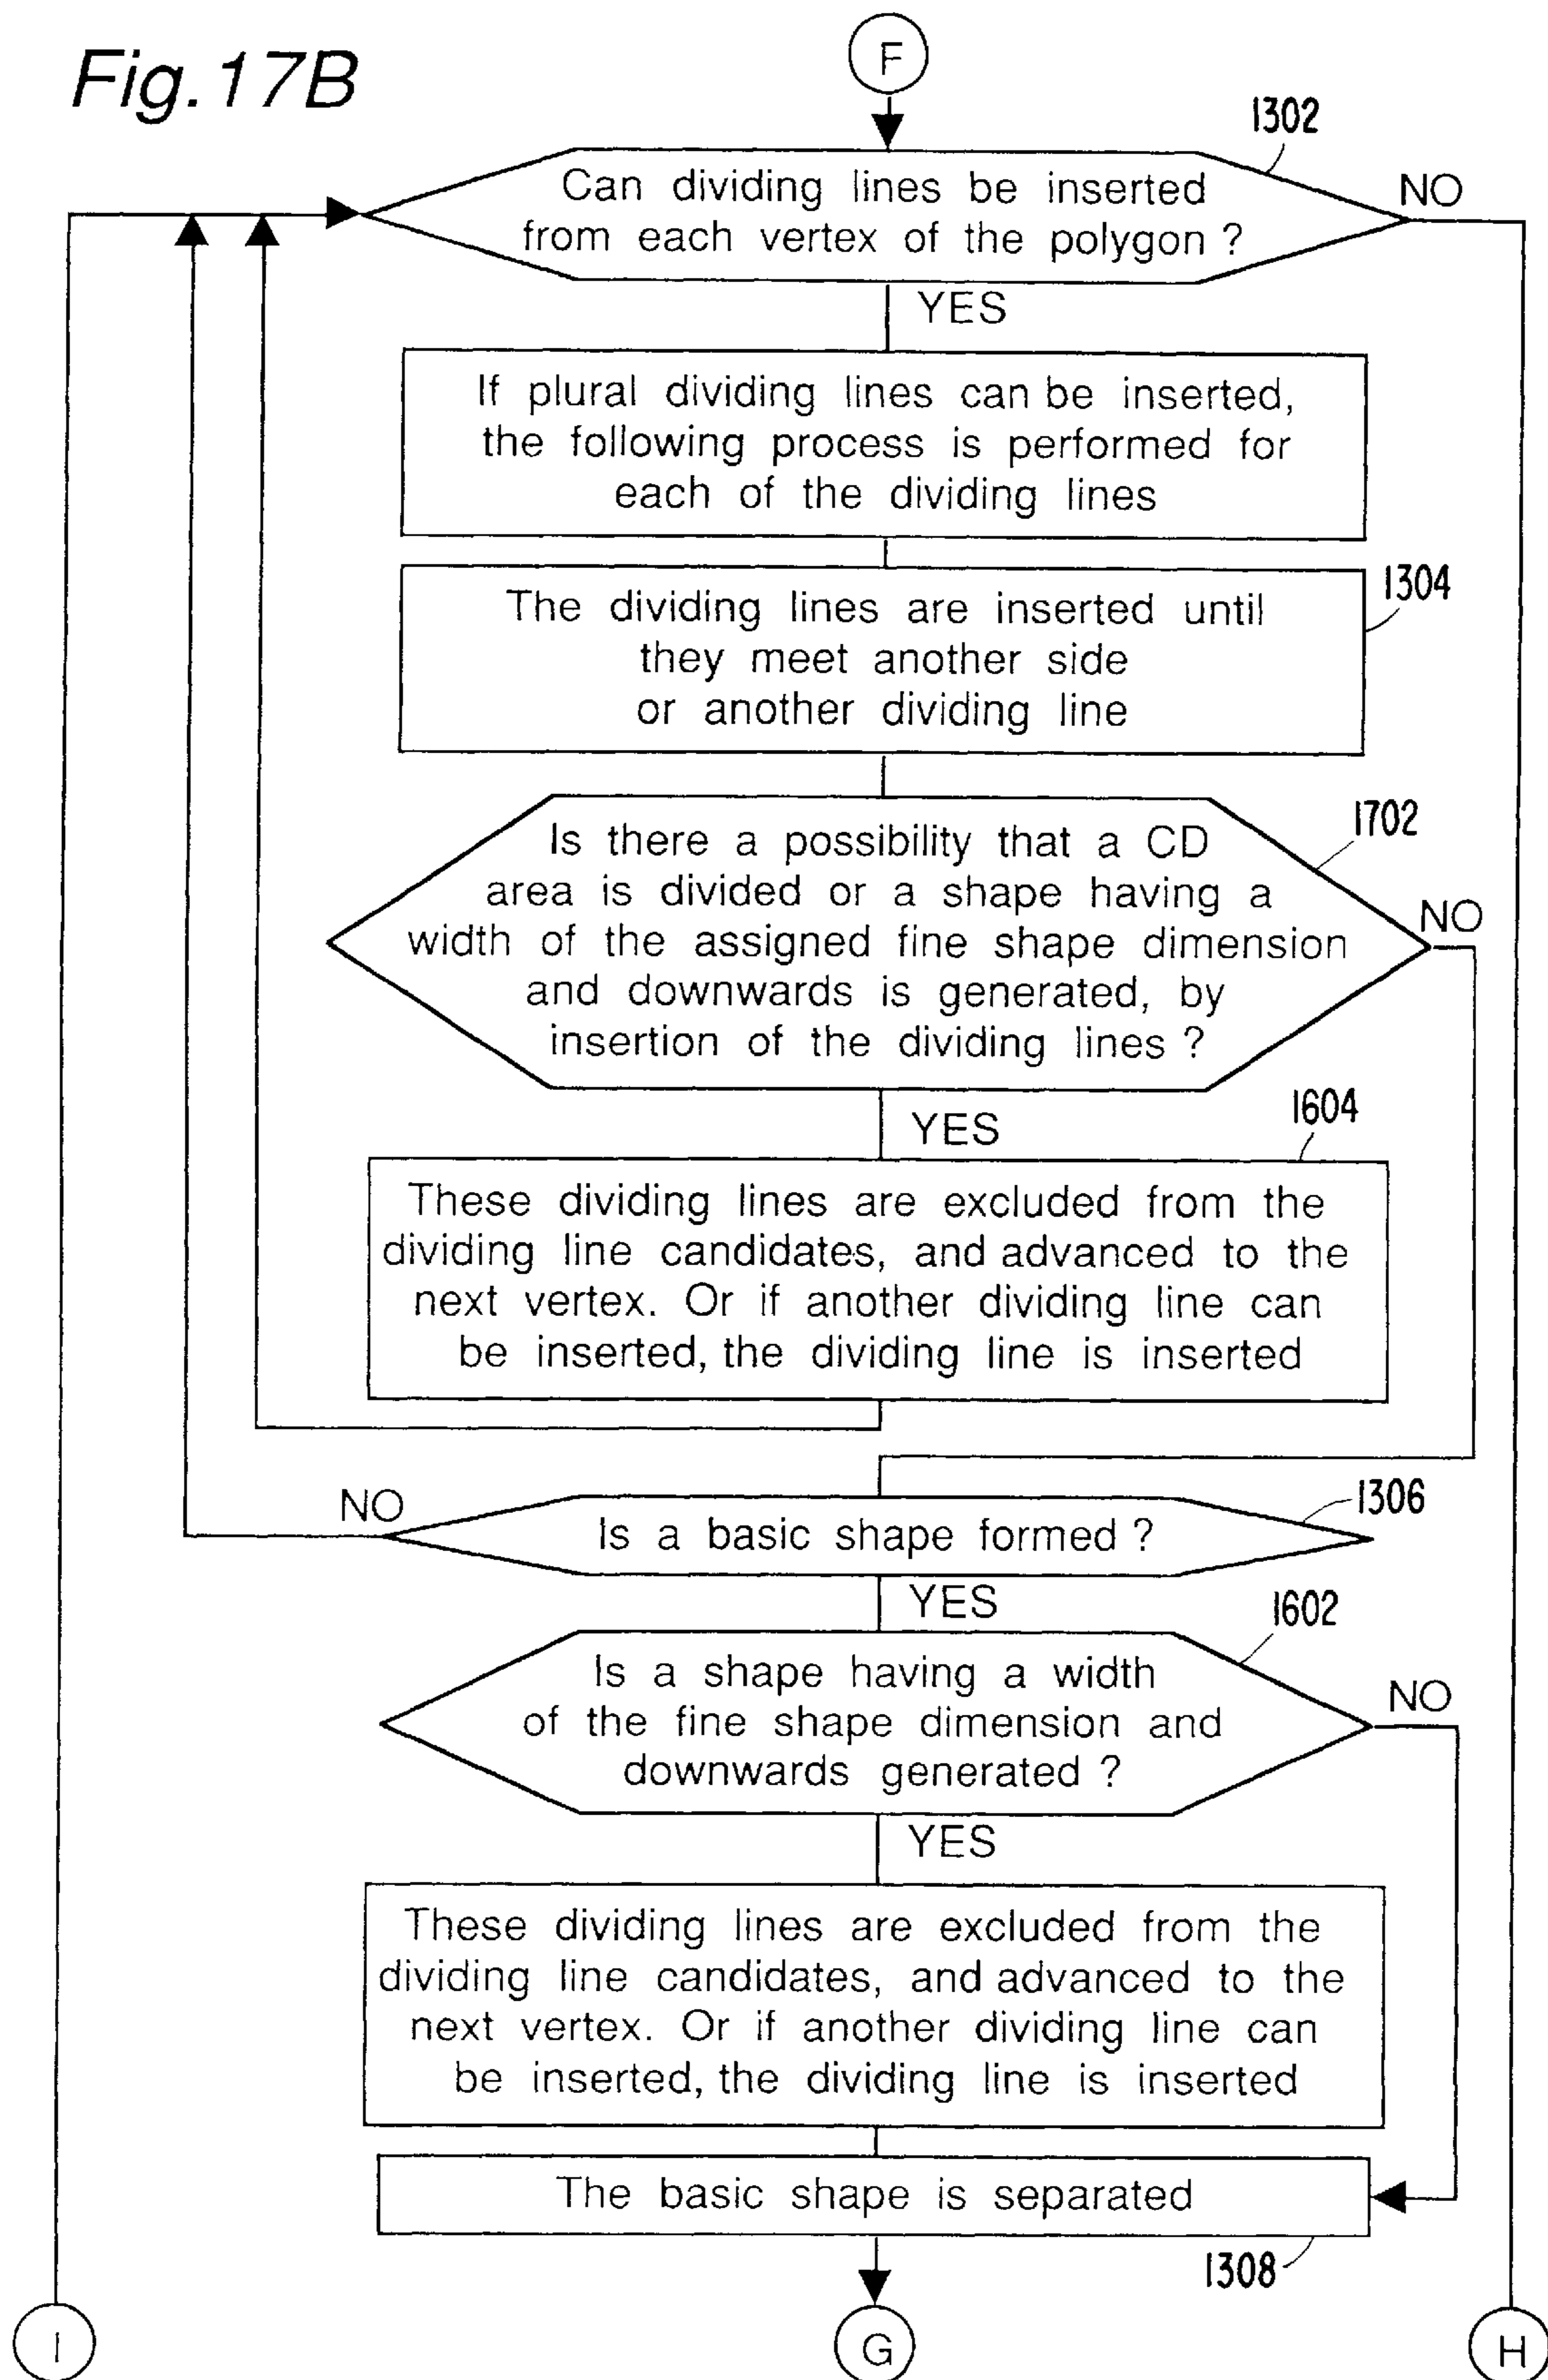 Fig.17B
F
1302
Can dividing lines be inserted
from each vertex of the polygon ?
NO
YES
If plural dividing lines can be inserted,
the following process is performed for
each of the dividing lines
1304
The dividing lines are inserted until
they meet another side
or another dividing line
1702
Is there a possibility that a CD
area is divided or a shape having a
width of the assigned fine shape dimension
and downwards is generated, by
insertion of the dividing lines ?
NO
YES
1604
These dividing lines are excluded from the
dividing line candidates, and advanced to the
next vertex. Or if another dividing line can
be inserted, the dividing line is inserted
NO
1306
Is a basic shape formed ?
YES
1602
Is a shape having a width
of the fine shape dimension and
downwards generated ?
NO
YES
These dividing lines are excluded from the
dividing line candidates, and advanced to the
next vertex. Or if another dividing line can
be inserted, the dividing line is inserted
The basic shape is separated
1308
I
G
H